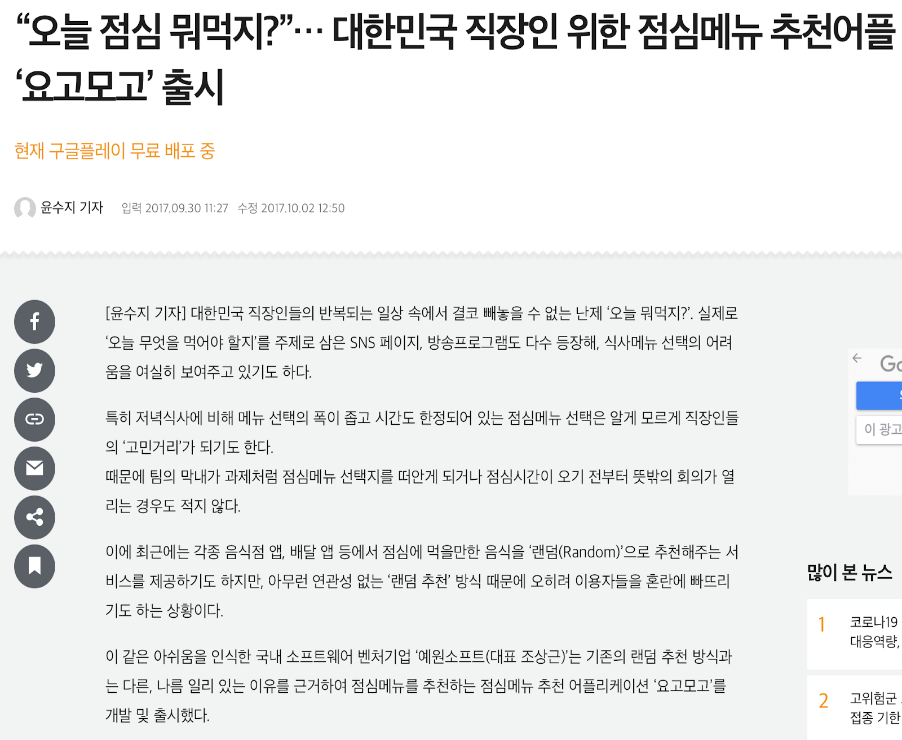 “오늘 점심 뭐먹지?”… 대한민국 직장인 위한 점심메뉴 추천어플
‘요고모고’ 출시
현재 구글플레이 무료 배포 중
윤수지 기자 입력 2017.09.30 11:27 수정 2017.10.02 12:50
[윤수지 기자] 대한민국 직장인들의 반복되는 일상 속에서 결코 빼놓을 수 없는 난제 ‘오늘 뭐먹지?’. 실제로
‘오늘 무엇을 먹어야 할지’를 주제로 삼은 SNS 페이지, 방송프로그램도 다수 등장해, 식사메뉴 선택의 어려
움을 여실히 보여주고 있기도 하다.
특히 저녁식사에 비해 메뉴 선택의 폭이 좁고 시간도 한정되어 있는 점심메뉴 선택은 알게 모르게 직장인들
의 ‘고민거리’가 되기도 한다.
때문에 팀의 막내가 과제처럼 점심메뉴 선택지를 떠안게 되거나 점심시간이 오기 전부터 뜻밖의 회의가 열
리는 경우도 적지 않다.
이에 최근에는 각종 음식점 앱, 배달 앱 등에서 점심에 먹을만한 음식을 ‘랜덤(Random)’으로 추천해주는 서
비스를 제공하기도 하지만, 아무런 연관성 없는 ‘랜덤 추천’ 방식 때문에 오히려 이용자들을 혼란에 빠뜨리
기도 하는 상황이다.
이 같은 아쉬움을 인식한 국내 소프트웨어 벤처기업 ‘예원소프트(대표 조상근)’는 기존의 랜덤 추천 방식과
는 다른, 나름 일리 있는 이유를 근거하여 점심메뉴를 추천하는 점심메뉴 추천 어플리케이션 ‘요고모고’를
개발 및 출시했다.
이 광고
많이 본 뉴스
1 코로나19
대응역량,
2 고위험군
접종 기한